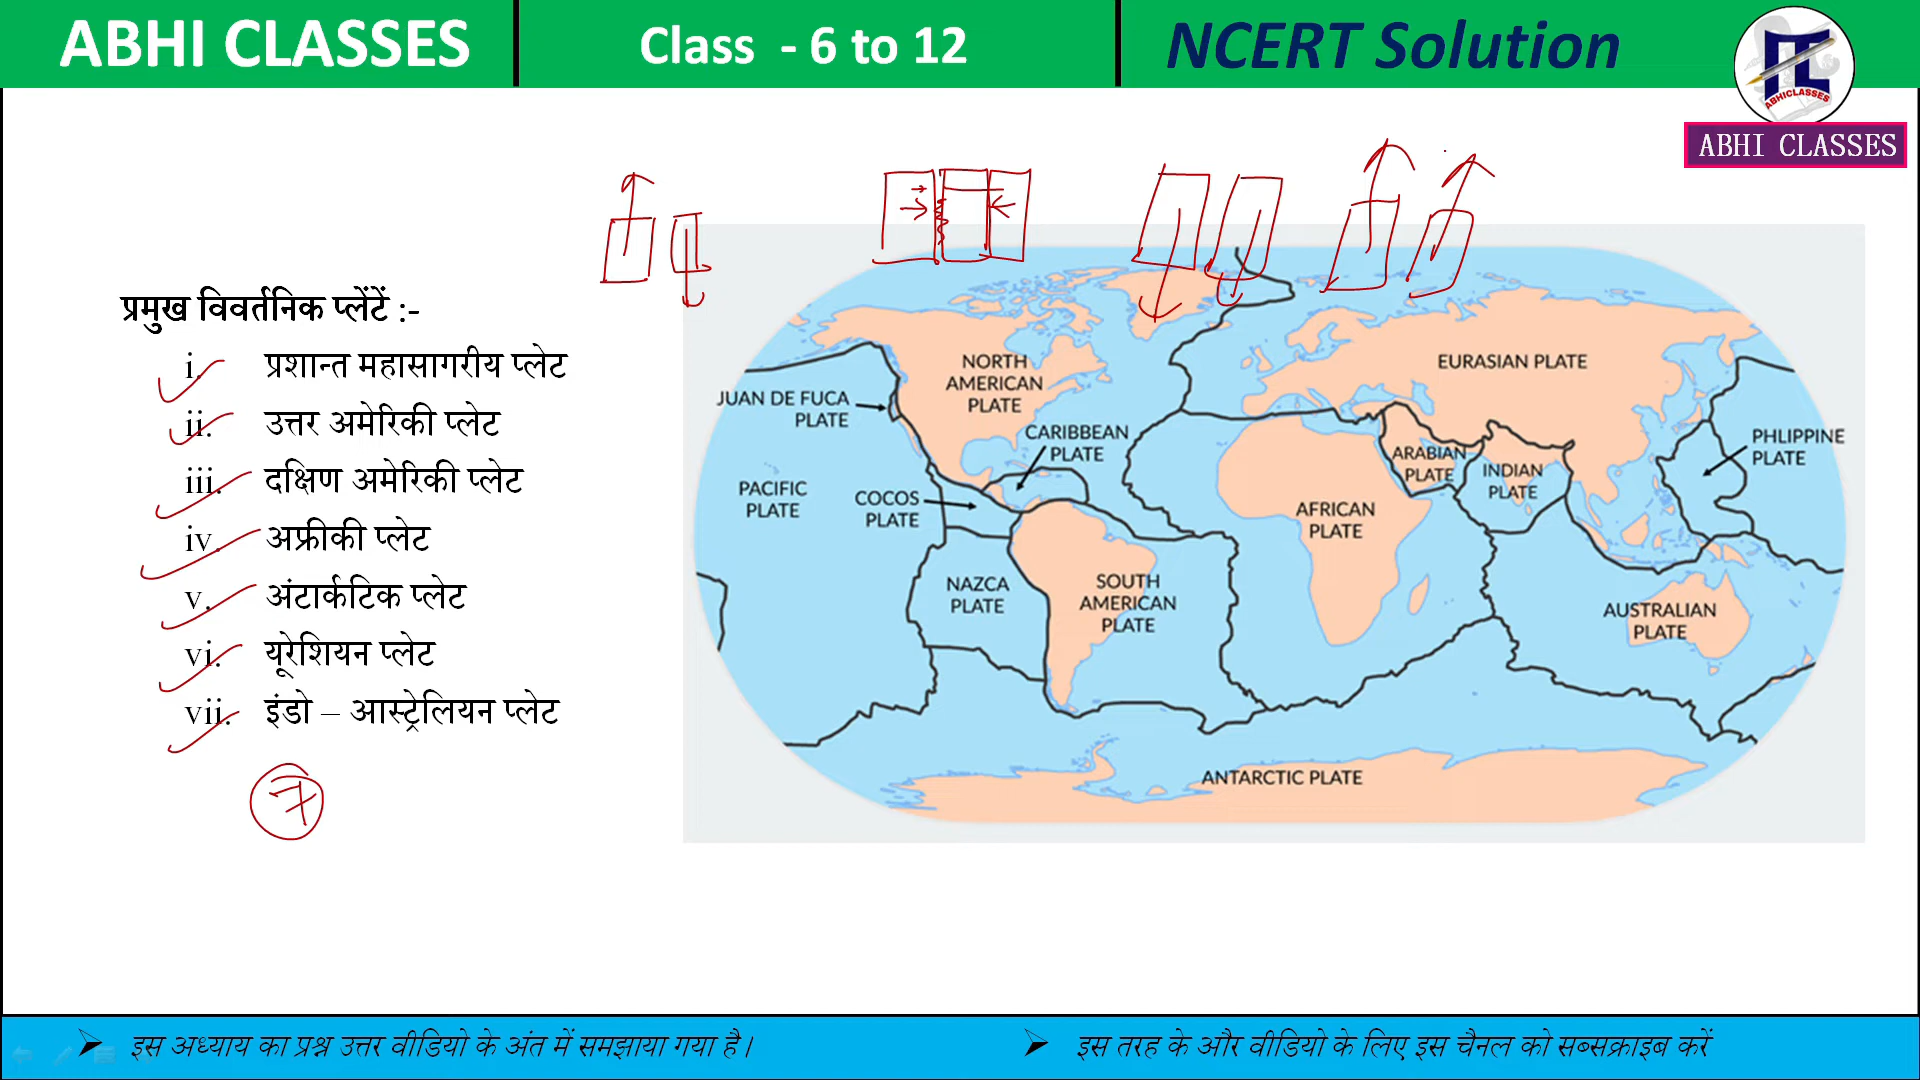 ABHI CLASSES
Class - 6 to 12
NCERT Solution
ABHICLASSES
ABHI CLASSES
प्रमुख विवर्तनिक प्लेंटें :-
i. प्रशान्त महासागरीय प्लेट
ii. उत्तर अमेरिकी प्लेट
iii. दक्षिण अमेरिकी प्लेट
iv. अफ्रीकी प्लेट
v. अंटार्कटिक प्लेट
vi. यूरेशियन प्लेट
vii. इंडो – आस्ट्रेलियन प्लेट
7
NORTH
AMERICAN
PLATE
EURASIAN PLATE
JUAN DE FUCA
PLATE
CARIBBEAN
PLATE
ARABIAN
PLATE
INDIAN
PLATE
PHLIPPINE
PLATE
PACIFIC
PLATE
COCOS
PLATE
AFRICAN
PLATE
NAZCA
PLATE
SOUTH
AMERICAN
PLATE
AUSTRALIAN
PLATE
ANTARCTIC PLATE
इस अध्याय का प्रश्न उत्तर वीडियो के अंत में समझाया गया है।
इस तरह के और वीडियो के लिए इस चैनल को सब्सक्राइब करें